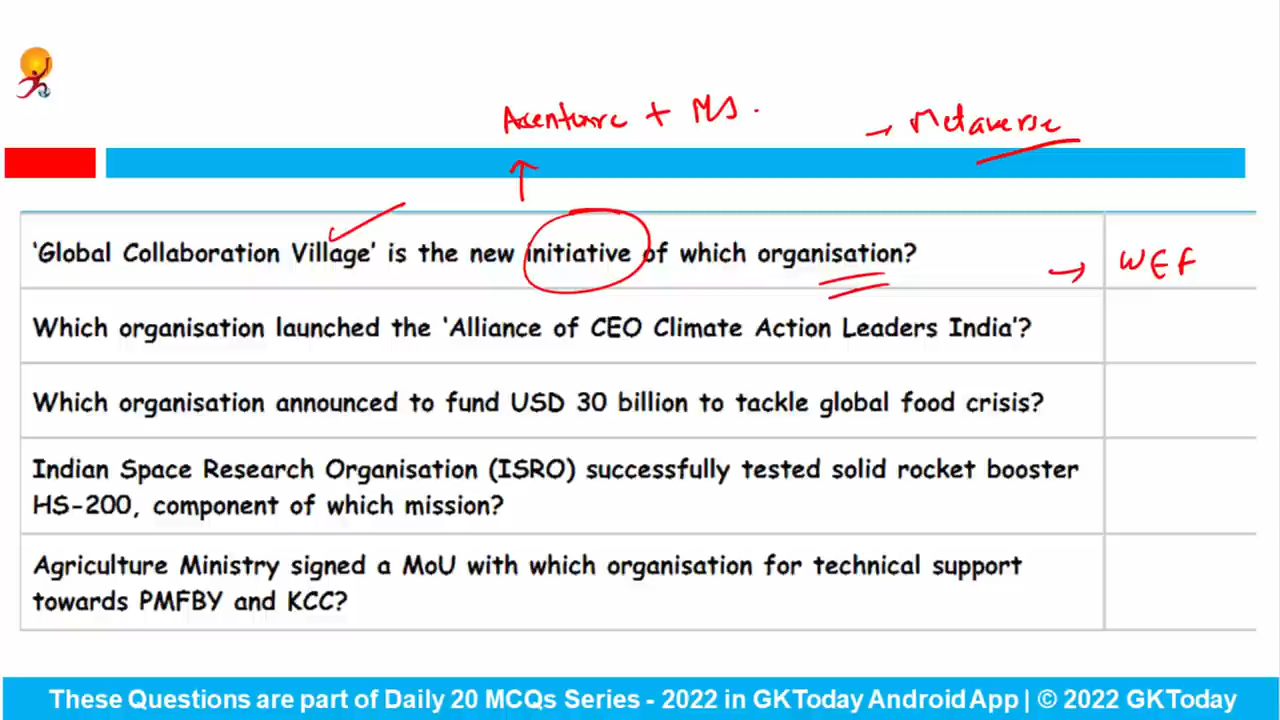 Accenture + MS.
→ Metaverse
‘Global Collaboration Village’ is the new initiative of which organisation?
→ WEF
Which organisation launched the ‘Alliance of CEO Climate Action Leaders India’?
Which organisation announced to fund USD 30 billion to tackle global food crisis?
Indian Space Research Organisation (ISRO) successfully tested solid rocket booster
HS-200, component of which mission?
Agriculture Ministry signed a MoU with which organisation for technical support
towards PMFBY and KCC?
These Questions are part of Daily 20 MCQs Series - 2022 in GKToday Android App | © 2022 GKToday